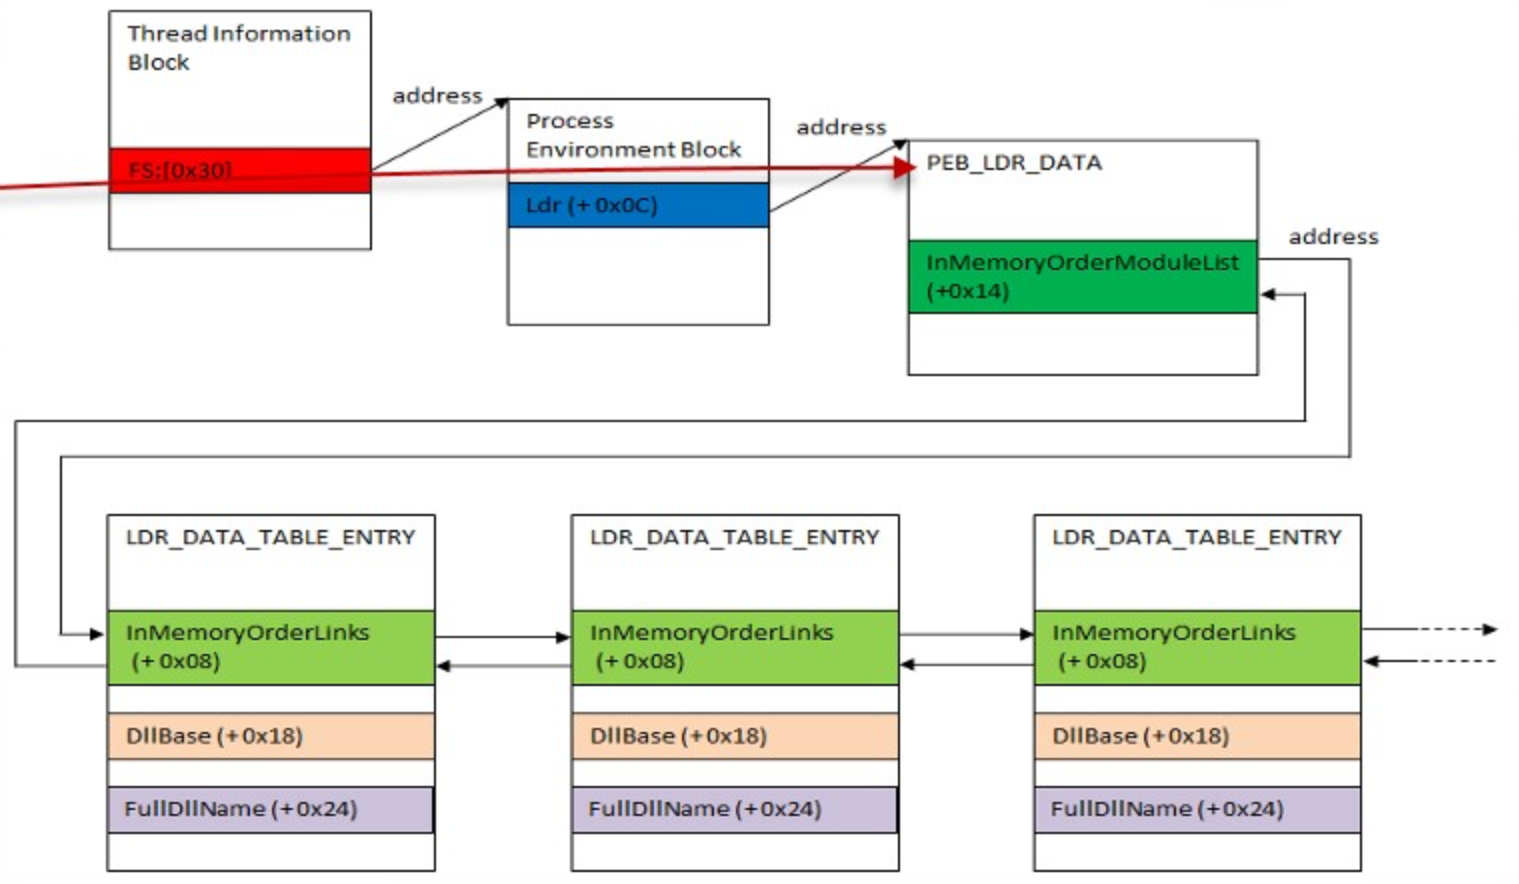 Thread Information
Block
address
FS:[0x30]
Process
Environment Block
Ldr (+ 0x0C)
address
PEB_LDR_DATA
InMemoryOrderModuleList
(+0x14)
address
LDR_DATA_TABLE_ENTRY
InMemoryOrderLinks
(+ 0x08)
DllBase (+0x18)
FullDllName (+0x24)
LDR_DATA_TABLE_ENTRY
InMemoryOrderLinks
(+ 0x08)
DllBase (+0x18)
FullDllName (+0x24)
LDR_DATA_TABLE_ENTRY
InMemoryOrderLinks
(+ 0x08)
DllBase (+0x18)
FullDllName (+0x24)